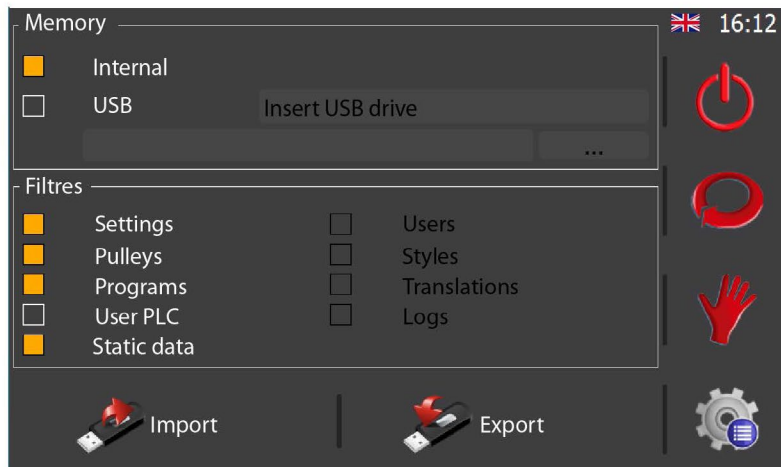 Memory
16:12
Internal
USB
Insert USB drive
...
Filtres
Settings
Users
Pulleys
Styles
Programs
Translations
User PLC
Logs
Static data
Import
Export